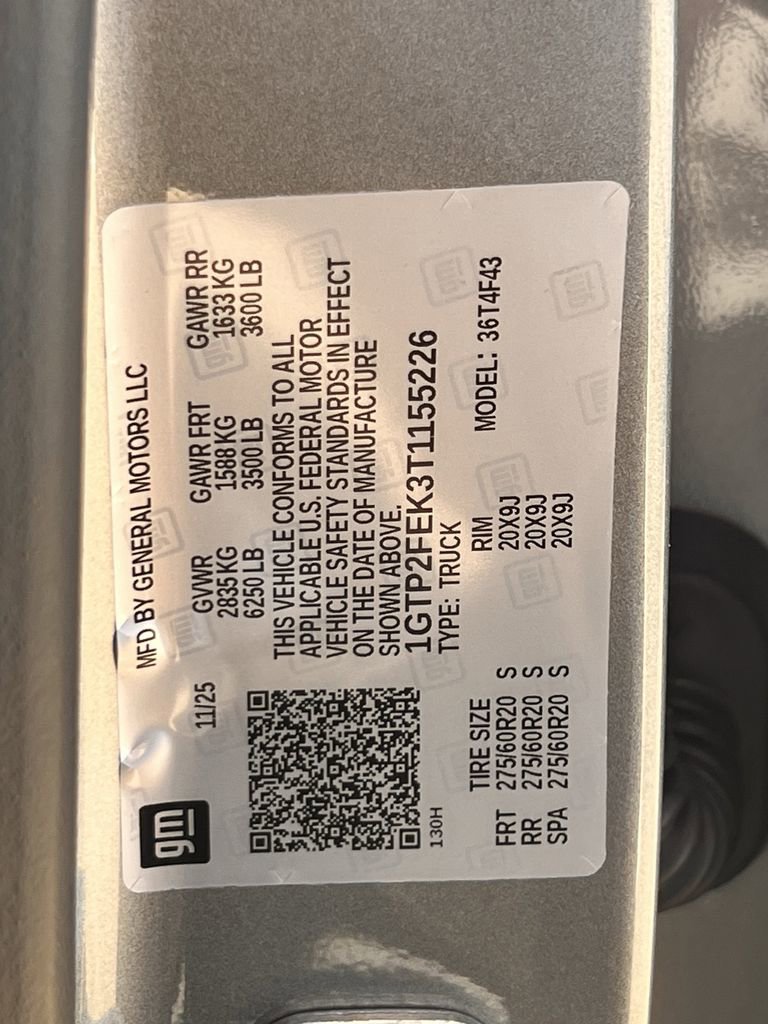 gm
MFD BY GENERAL MOTORS LLC
11/25
GVWR GAWR FRT GAWR RR
2835 KG 1588 KG 1633 KG
6250 LB 3500 LB 3600 LB
THIS VEHICLE CONFORMS TO ALL
APPLICABLE U.S. FEDERAL MOTOR
VEHICLE SAFETY STANDARDS IN EFFECT
ON THE DATE OF MANUFACTURE
SHOWN ABOVE.
1GTP2FEK3T1155226
130H
TYPE: TRUCK
TIRE SIZE RIM MODEL: 36T4F43
FRT 275/60R20 S 20X9J
RR 275/60R20 S 20X9J
SPA 275/60R20 S 20X9J